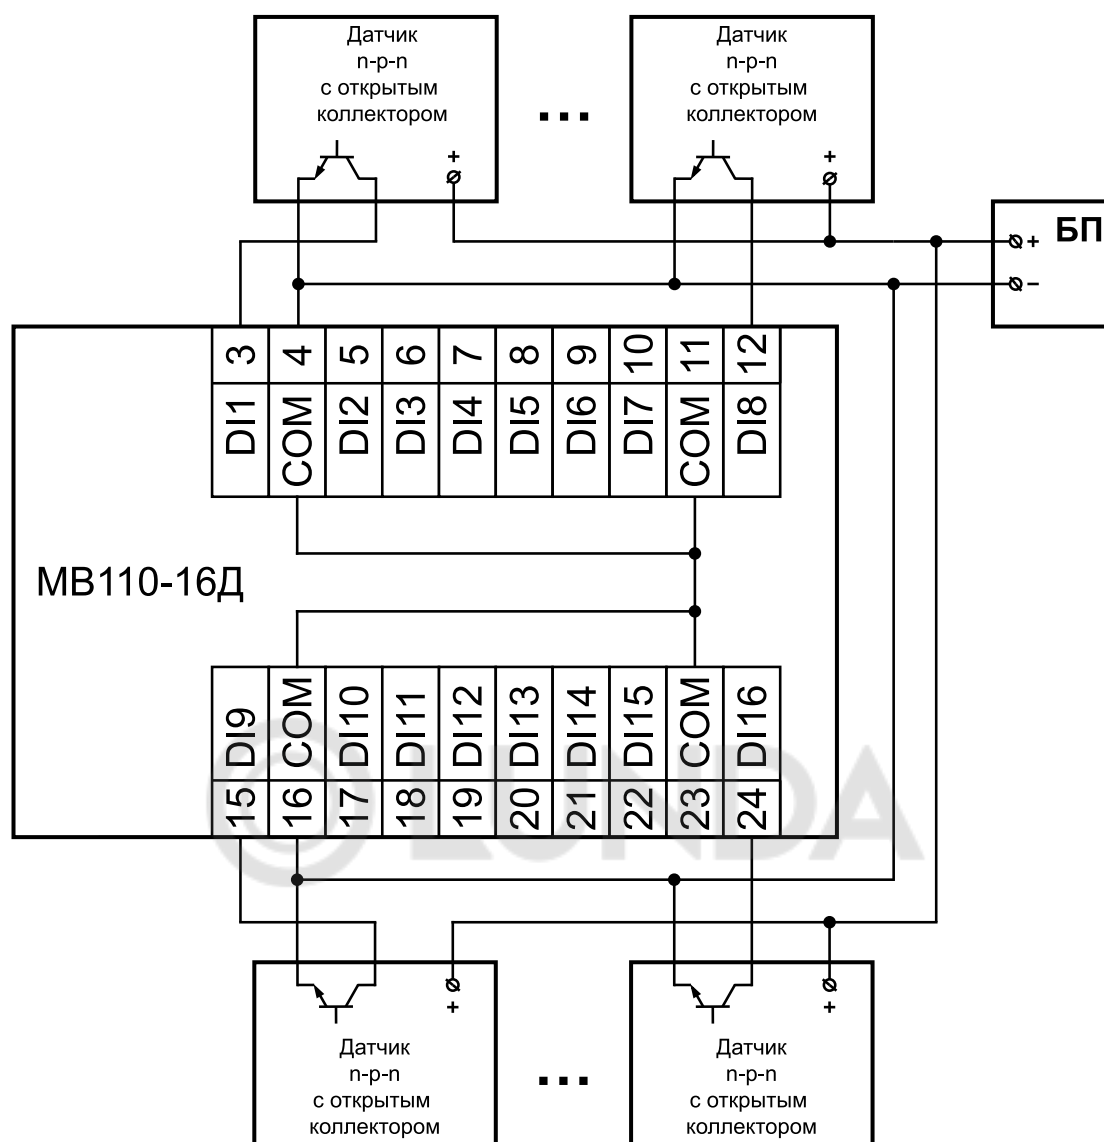 Датчик
n-p-n
с открытым
коллектором
+
...
Датчик
n-p-n
с открытым
коллектором
+
БП
+
–
3 4 5 6 7 8 9 10 11 12
DI1 COM DI2 DI3 DI4 DI5 DI6 DI7 COM DI8
МВ110-16Д
DI9 COM DI10 DI11 DI12 DI13 DI14 DI15 COM DI16
15 16 17 18 19 20 21 22 23 24
LUNDA
+
Датчик
n-p-n
с открытым
коллектором
...
+
Датчик
n-p-n
с открытым
коллектором